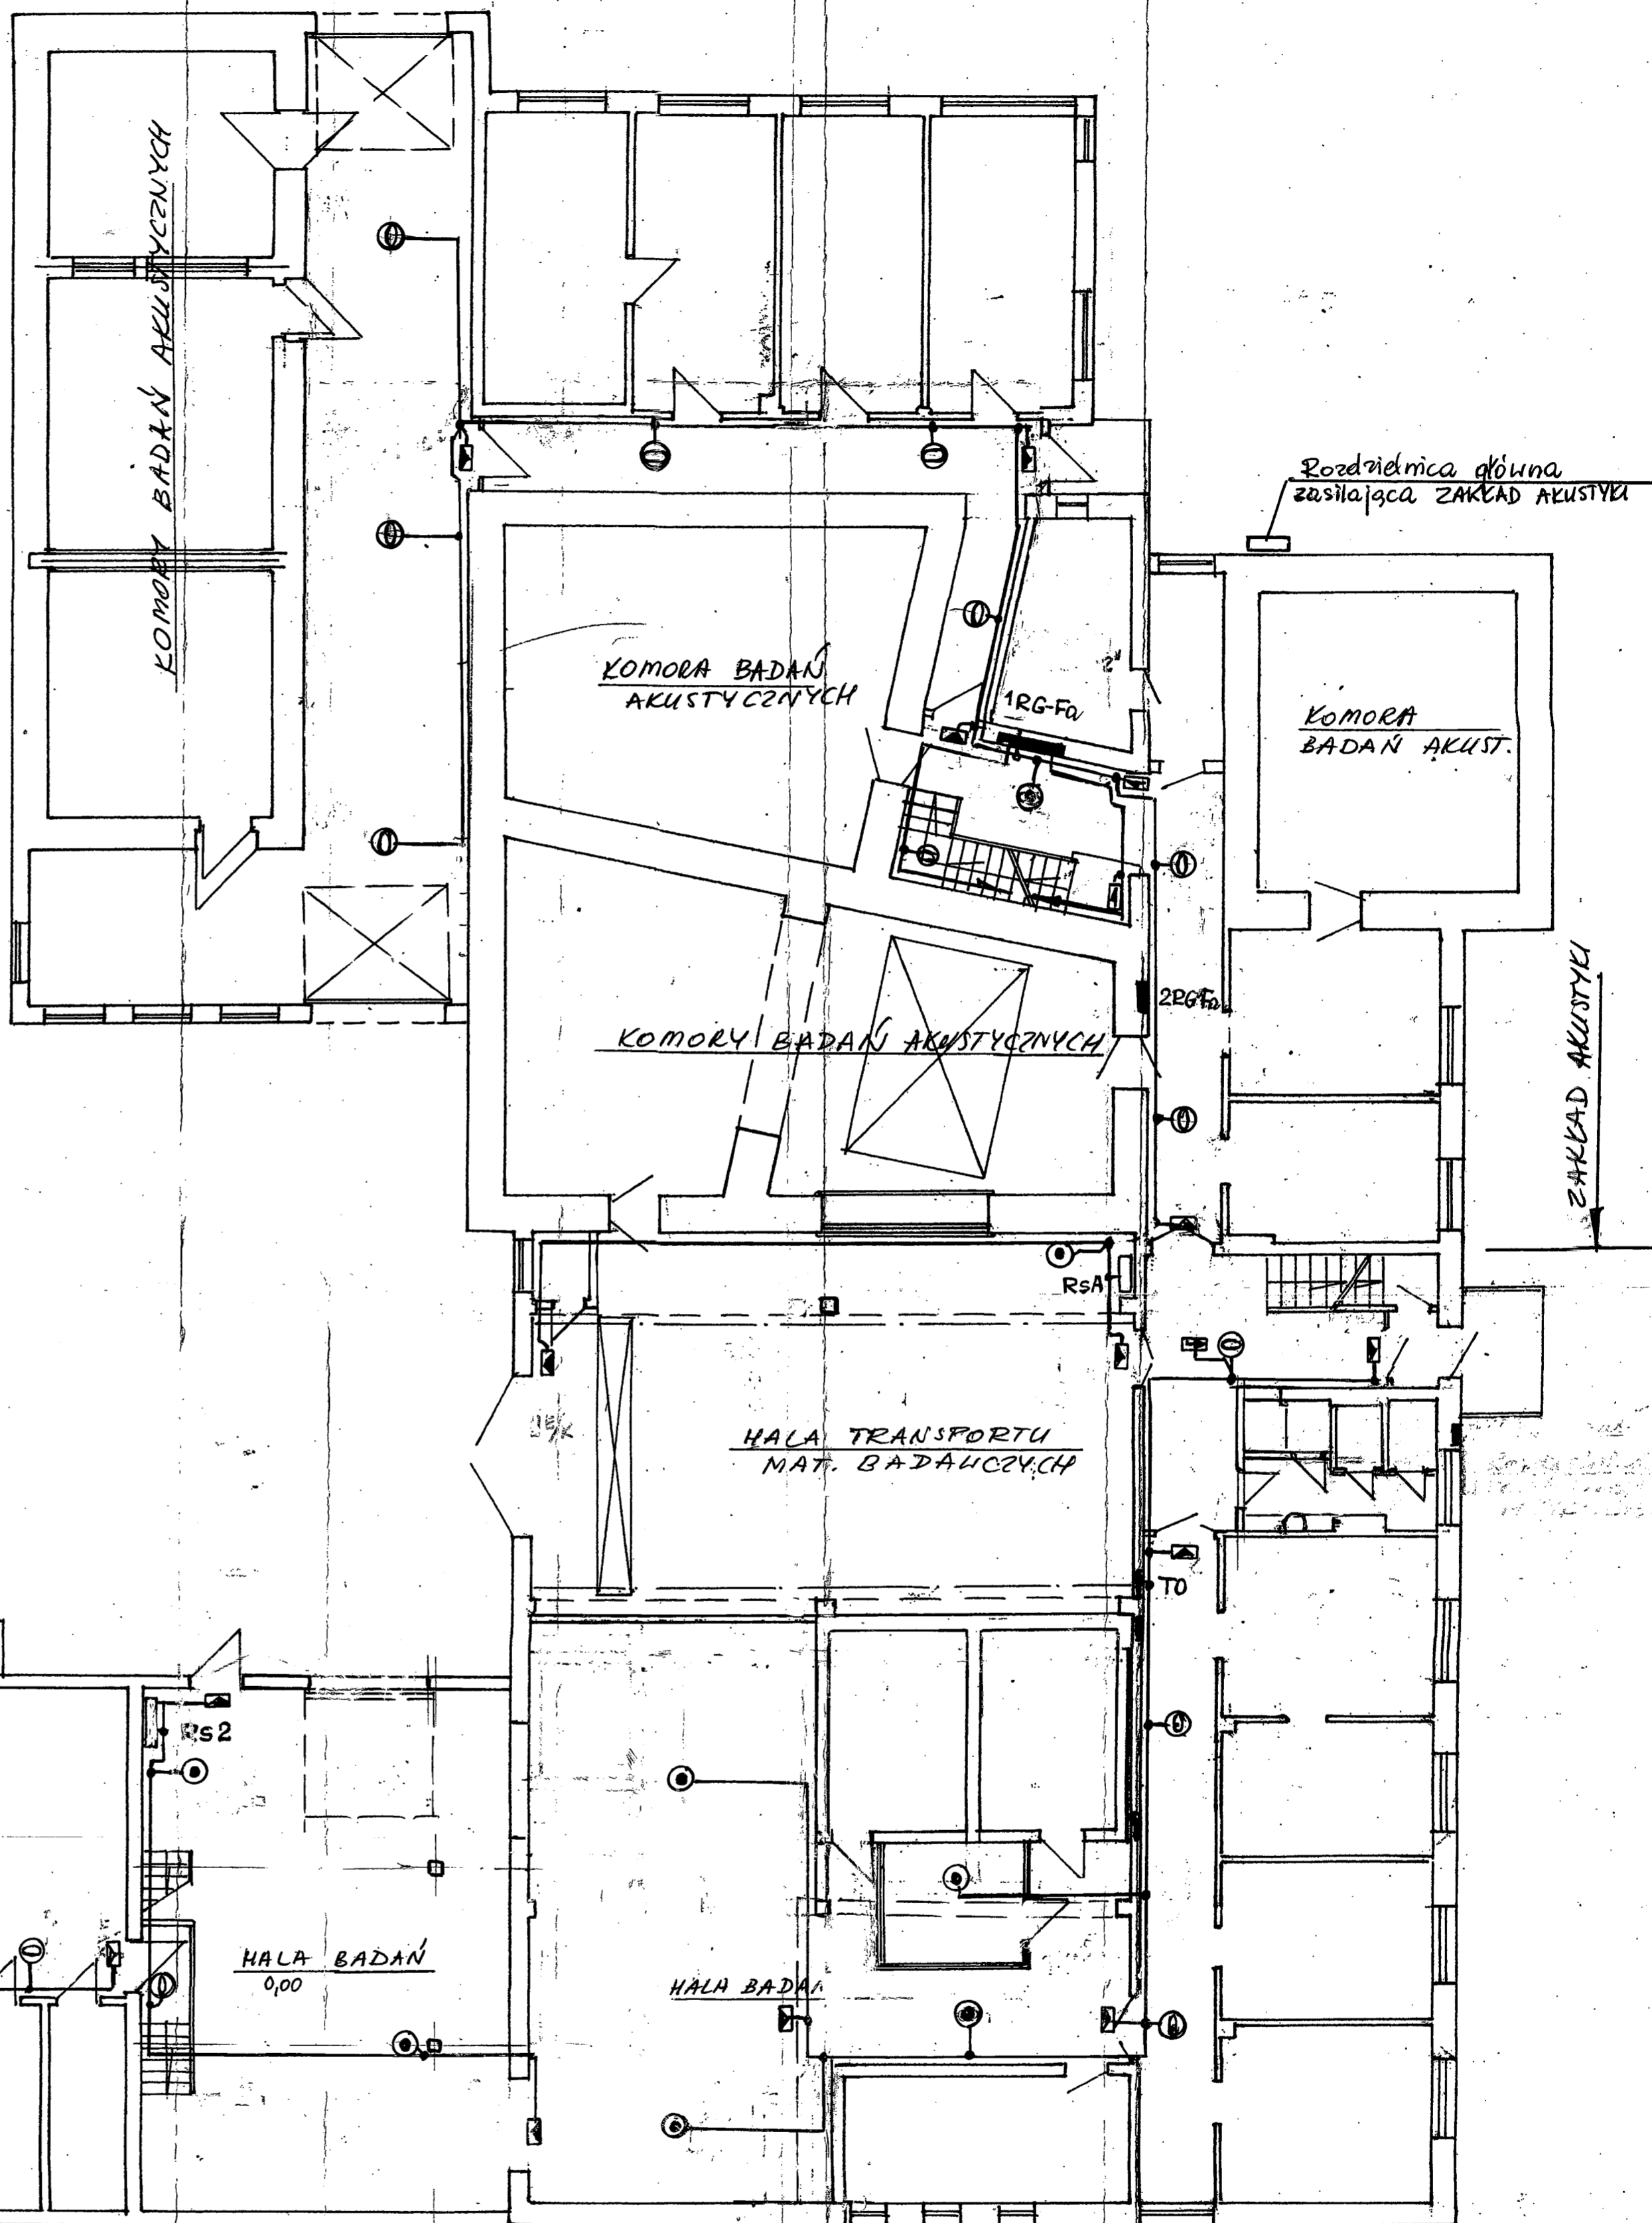 KOMORY BADAŃ AKUSTYCZNYCH
Rozdzielnica główna
zasilająca ZAKŁAD AKUSTYKI
KOMORA BADAŃ
AKUSTYCZNYCH
1RG-Fa
KOMORA
BADAŃ AKUST.
2RG-Fa
KOMORY BADAŃ AKUSTYCZNYCH
ZAKŁAD AKUSTYKI
RsA
HALA TRANSPORTU
MAT. BADAWCZYCH
TO
Rs2
HALA BADAŃ
0,00
HALA BADAŃ